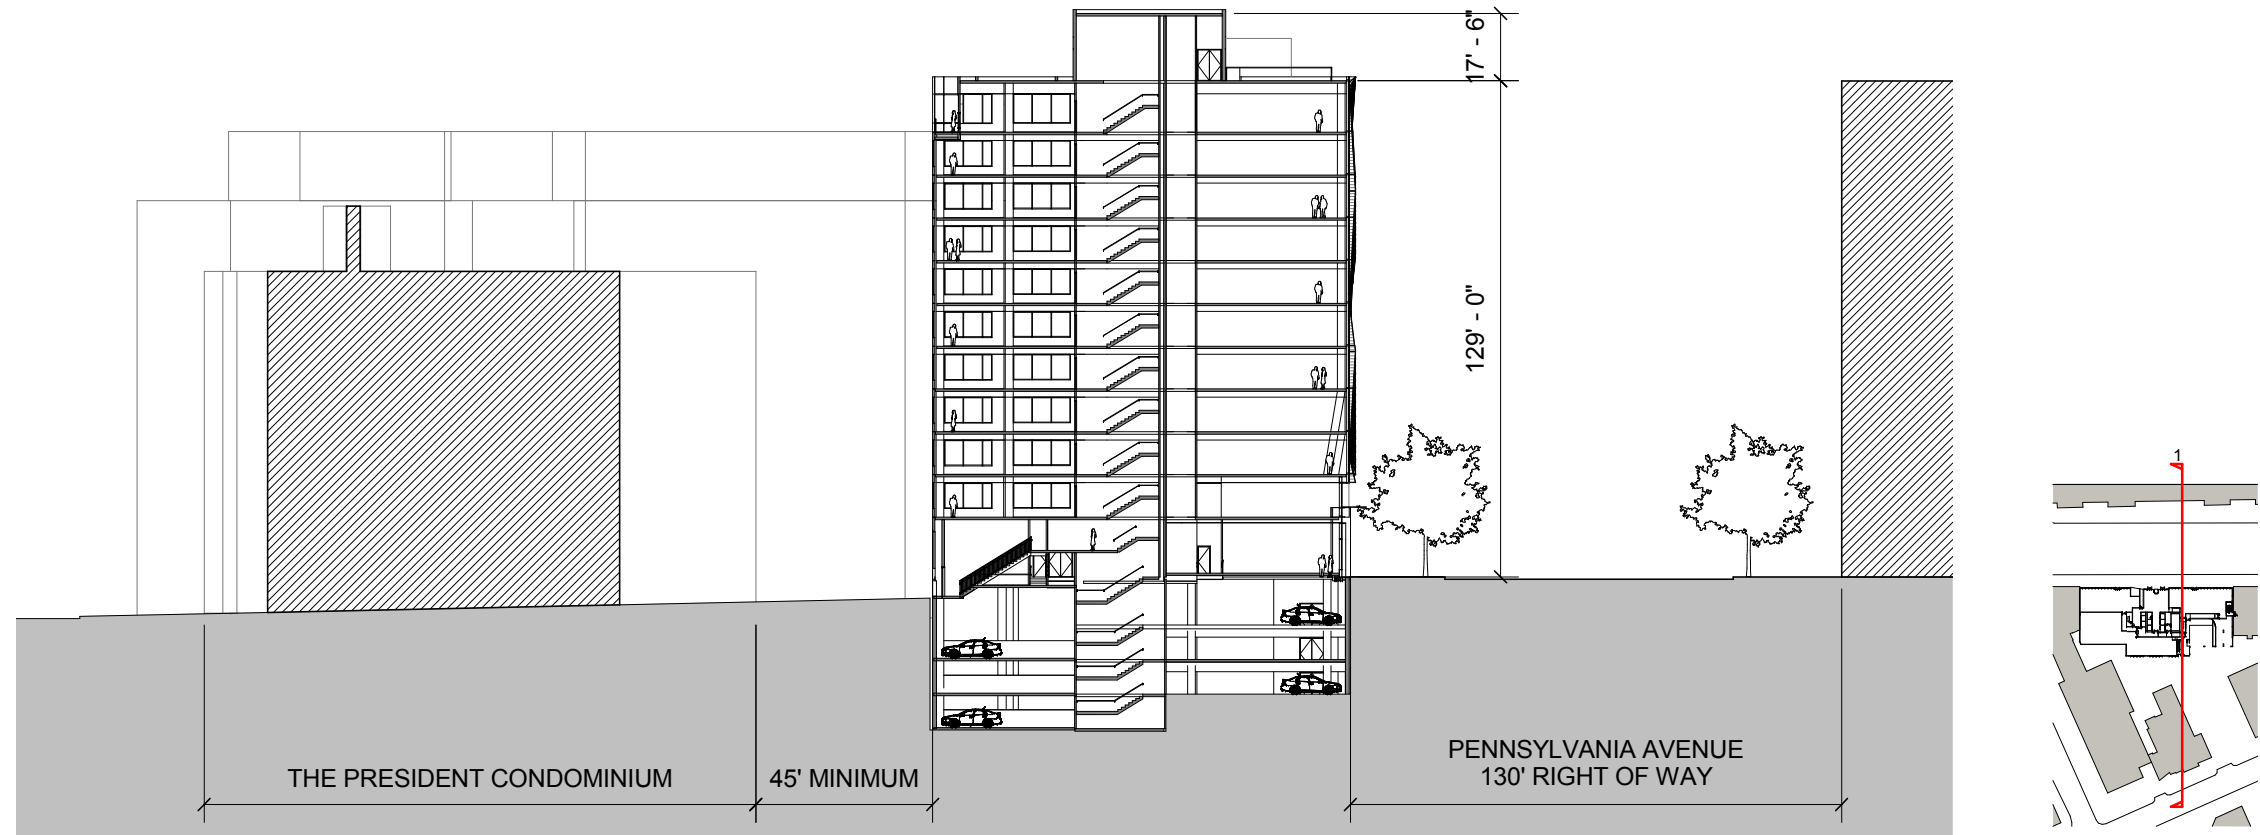 17' - 6"
129' - 0"
1
THE PRESIDENT CONDOMINIUM
45' MINIMUM
PENNSYLVANIA AVENUE
130' RIGHT OF WAY